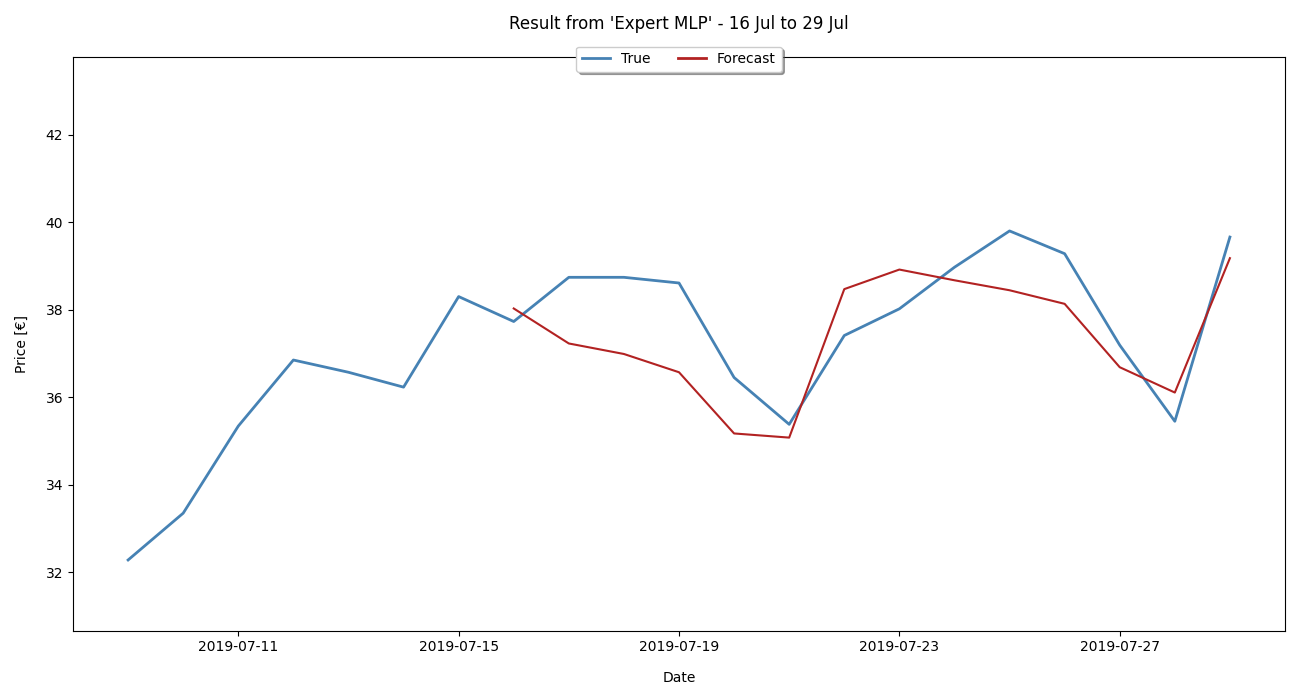 Result from 'Expert MLP' - 16 Jul to 29 Jul
True Forecast
Price [€]
42
40
38
36
34
32
2019-07-11 2019-07-15 2019-07-19 2019-07-23 2019-07-27
Date